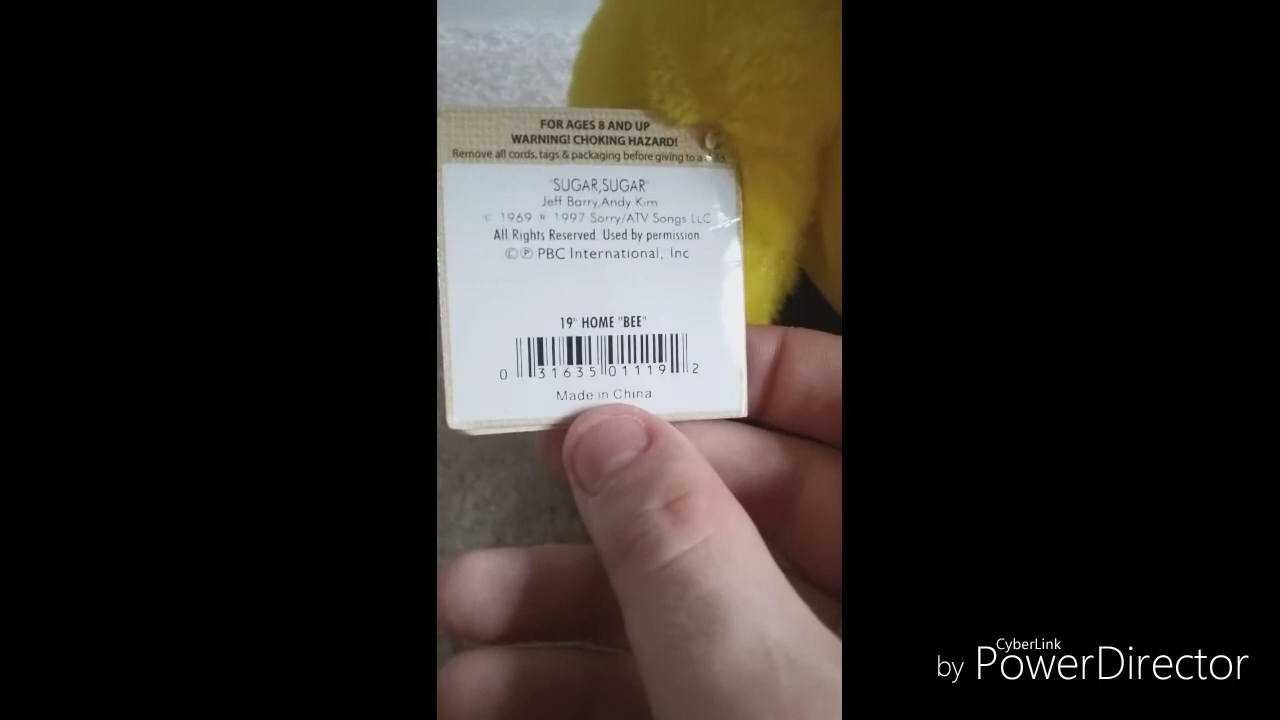 FOR AGES 8 AND UP
WARNING! CHOKING HAZARD!
Remove all cords, tags & packaging before giving to a
"SUGAR,SUGAR"
Jeff Barry,Andy Kim
© 1969 ® 1997 Sorry/ATV Songs LLC
All Rights Reserved. Used by permission.
©℗ PBC International, Inc
19" HOME "BEE"
0 31635 01119 2
Made in China
CyberLink
by PowerDirector